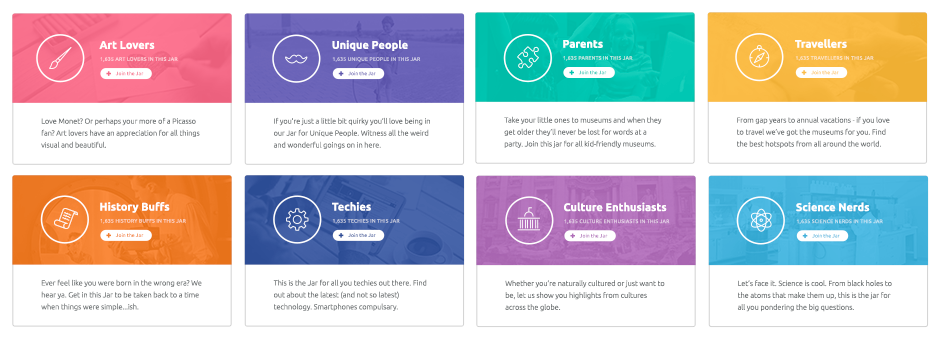 Art Lovers
1,635 ART LOVERS IN THIS JAR
+ Join the Jar
Love Monet? Or perhaps your more of a Picasso
fan? Art lovers have an appreciation for all things
visual and beautiful.
Unique People
1,635 UNIQUE PEOPLE IN THIS JAR
+ Join the Jar
If you're just a little bit quirky you'll love being in
our Jar for Unique People. Witness all the weird
and wonderful goings on in here.
Parents
1,635 PARENTS IN THIS JAR
+ Join the Jar
Take your little ones to museums and when they
get older they'll never be lost for words at a
party. Join this jar for all kid-friendly museums.
Travellers
1,635 TRAVELLERS IN THIS JAR
+ Join the Jar
From gap years to annual vacations - if you love
to travel we've got the museums for you. Find
the best hotspots from all around the world.
History Buffs
1,635 HISTORY BUFFS IN THIS JAR
+ Join the Jar
Ever feel like you were born in the wrong era? We
hear ya. Get in this Jar to be taken back to a time
when things were simple...ish.
Techies
1,635 TECHIES IN THIS JAR
+ Join the Jar
This is the Jar for all you techies out there. Find
out about the latest (and not so latest)
technology. Smartphones compulsary.
Culture Enthusiasts
1,635 CULTURE ENTHUSIASTS IN THIS JAR
+ Join the Jar
Whether you're naturally cultured or just want to
be, let us show you highlights from cultures
across the globe.
Science Nerds
1,635 SCIENCE NERDS IN THIS JAR
+ Join the Jar
Let's face it. Science is cool. From black holes to
the atoms that make them up, this is the jar for
all you pondering the big questions.